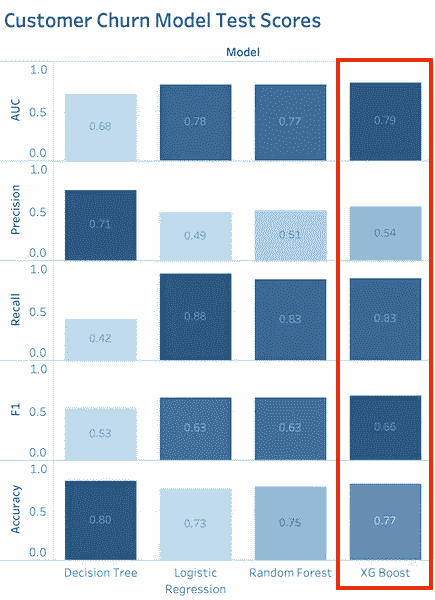 Customer Churn Model Test Scores
Model
AUC
1.0
0.5
0.0
0.68
0.78
0.77
0.79
Precision
1.0
0.5
0.0
0.71
0.49
0.51
0.54
Recall
1.0
0.5
0.0
0.42
0.88
0.83
0.83
F1
1.0
0.5
0.0
0.53
0.63
0.63
0.66
Accuracy
1.0
0.5
0.0
0.80
0.73
0.75
0.77
Decision Tree
Logistic
Regression
Random Forest
XG Boost